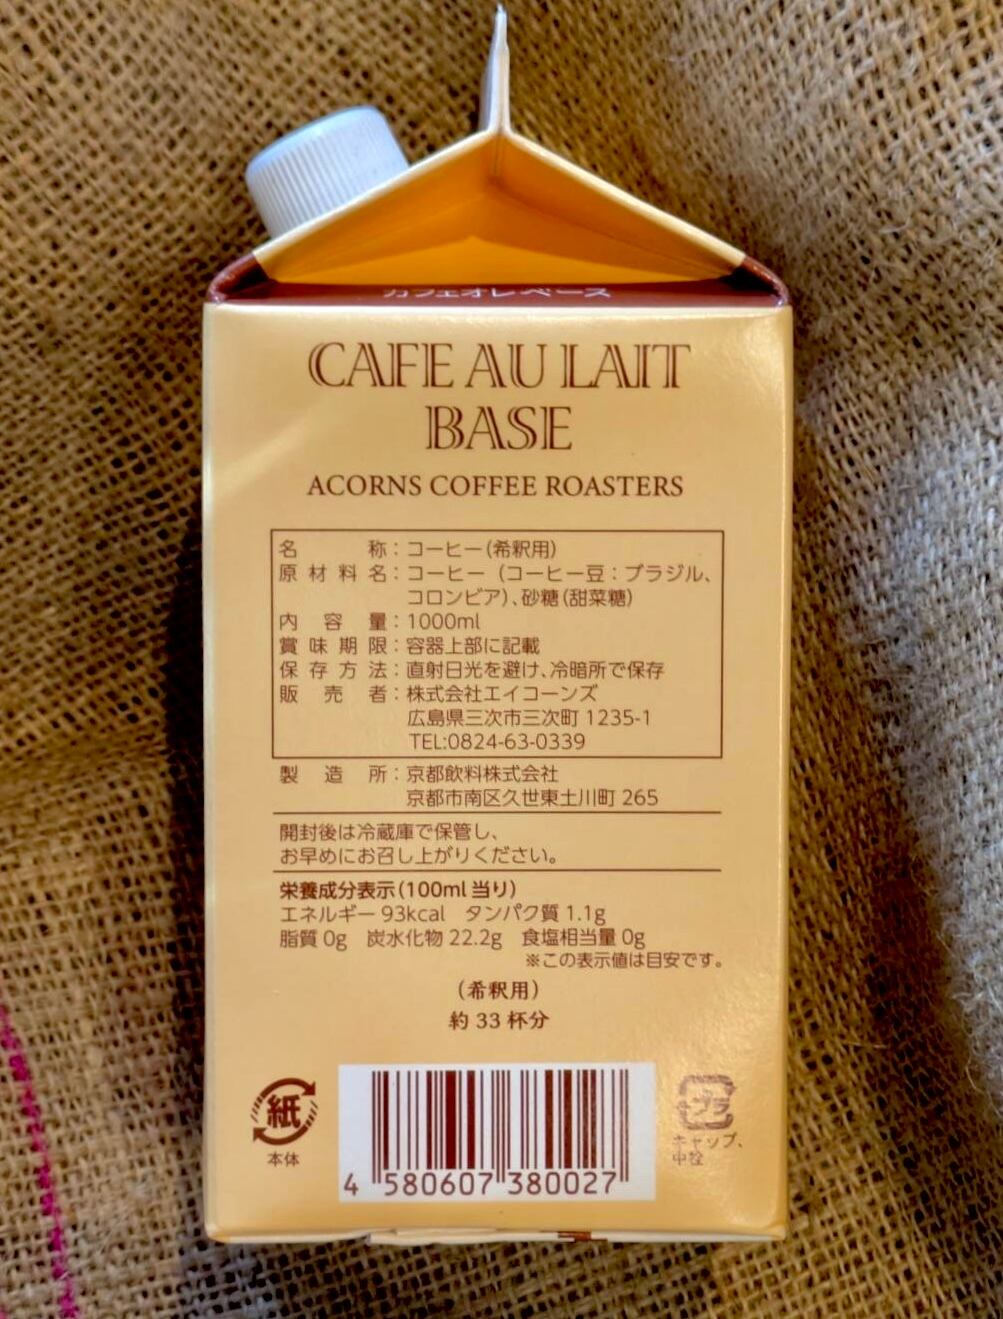 カフェオレベース
CAFE AU LAIT
BASE
ACORNS COFFEE ROASTERS
名称：コーヒー（希釈用）
原材料名：コーヒー（コーヒー豆：ブラジル、
コロンビア）、砂糖（甜菜糖）
内容量：1000ml
賞味期限：容器上部に記載
保存方法：直射日光を避け、冷暗所で保存
販売者：株式会社エイコーンズ
広島県三次市三次町 1235-1
TEL:0824-63-0339
製造所：京都飲料株式会社
京都市南区久世東土川町 265
開封後は冷蔵庫で保管し、
お早めにお召し上がりください。
栄養成分表示（100ml 当り）
エネルギー 93kcal タンパク質 1.1g
脂質 0g 炭水化物 22.2g 食塩相当量 0g
※この表示値は目安です。
（希釈用）
約 33 杯分
紙
本体
4 580607 380027
プラ
キャップ、
中栓